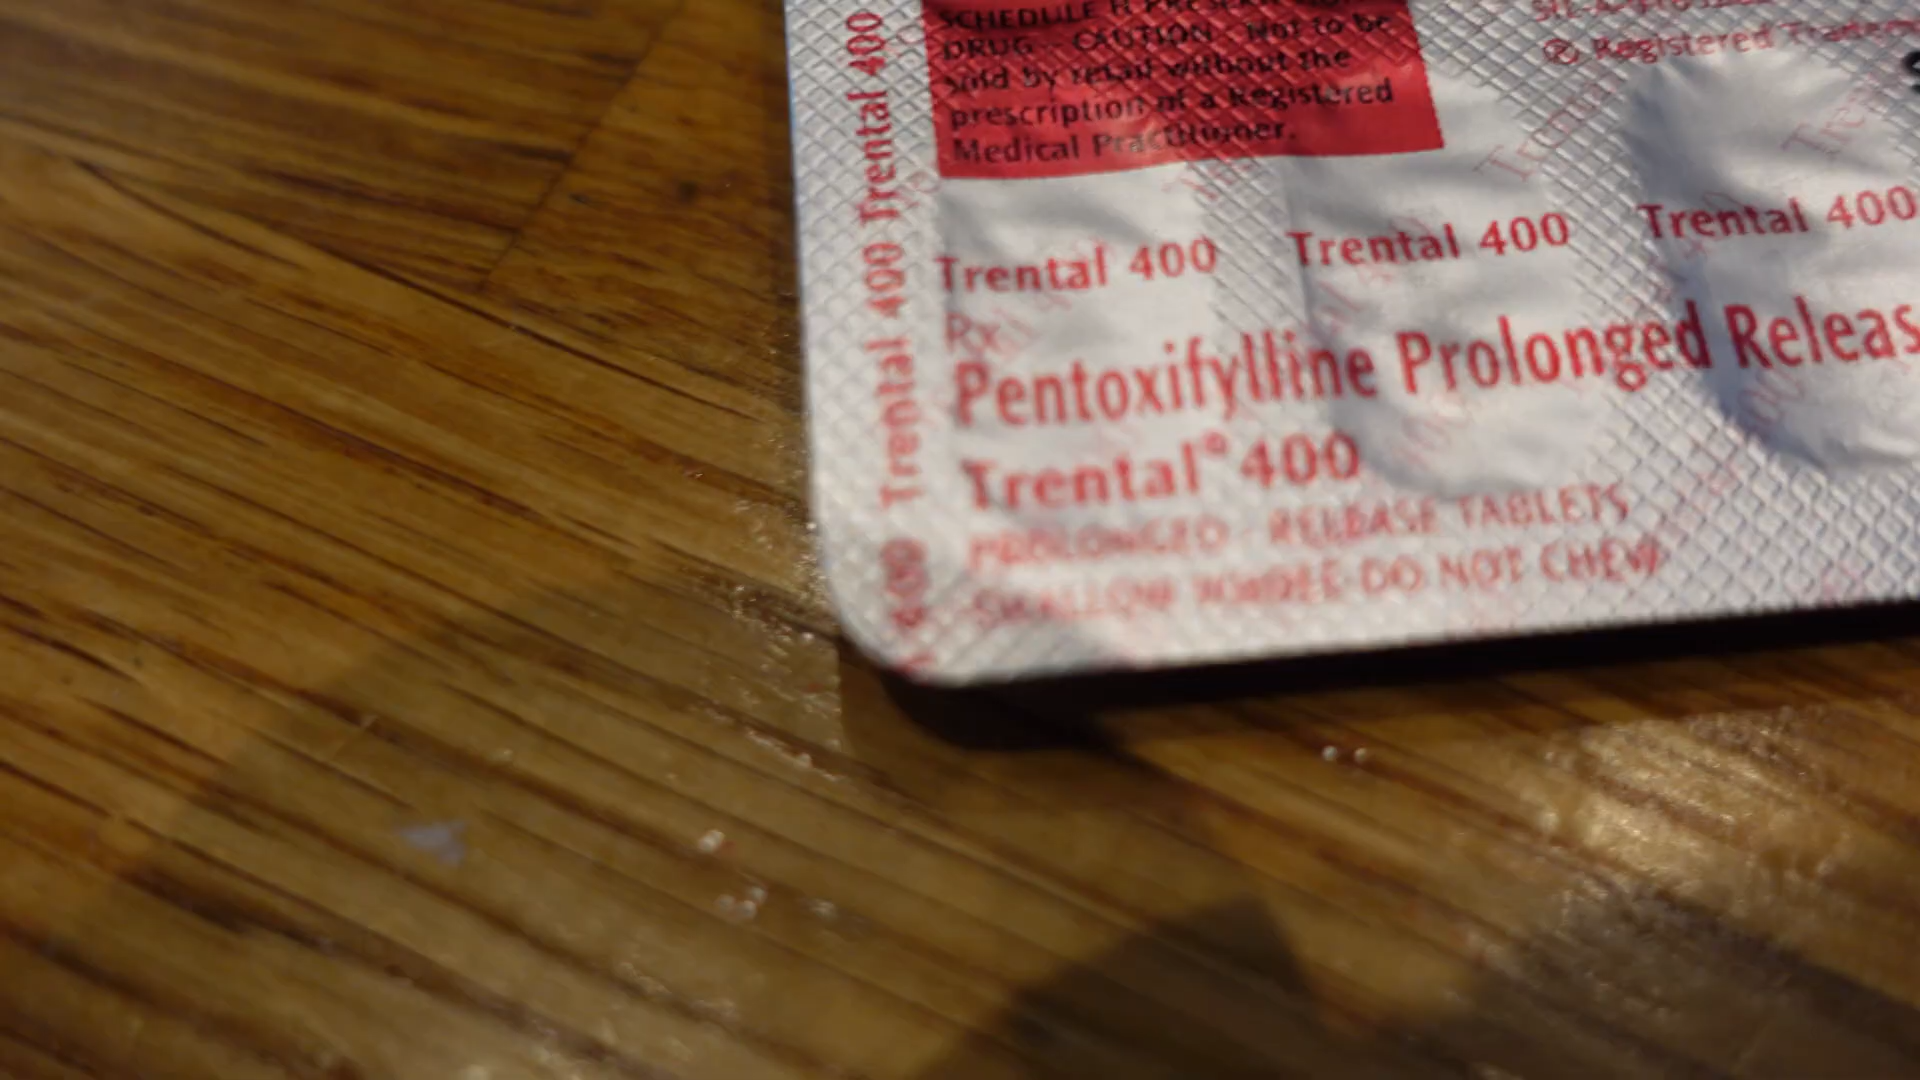 SCHEDULE H
DRUG - CAUTION - Not to be
sold by retail without the
prescription of a Registered
Medical Practitioner.
® Registered
Trental 400 Trental 400 Trental 400
Trental 400 Trental 400 Trental 400
Rx
Pentoxifylline Prolonged Releas
Trental® 400
PROLONGED - RELEASE TABLETS
SWALLOW WHOLE DO NOT CHEW